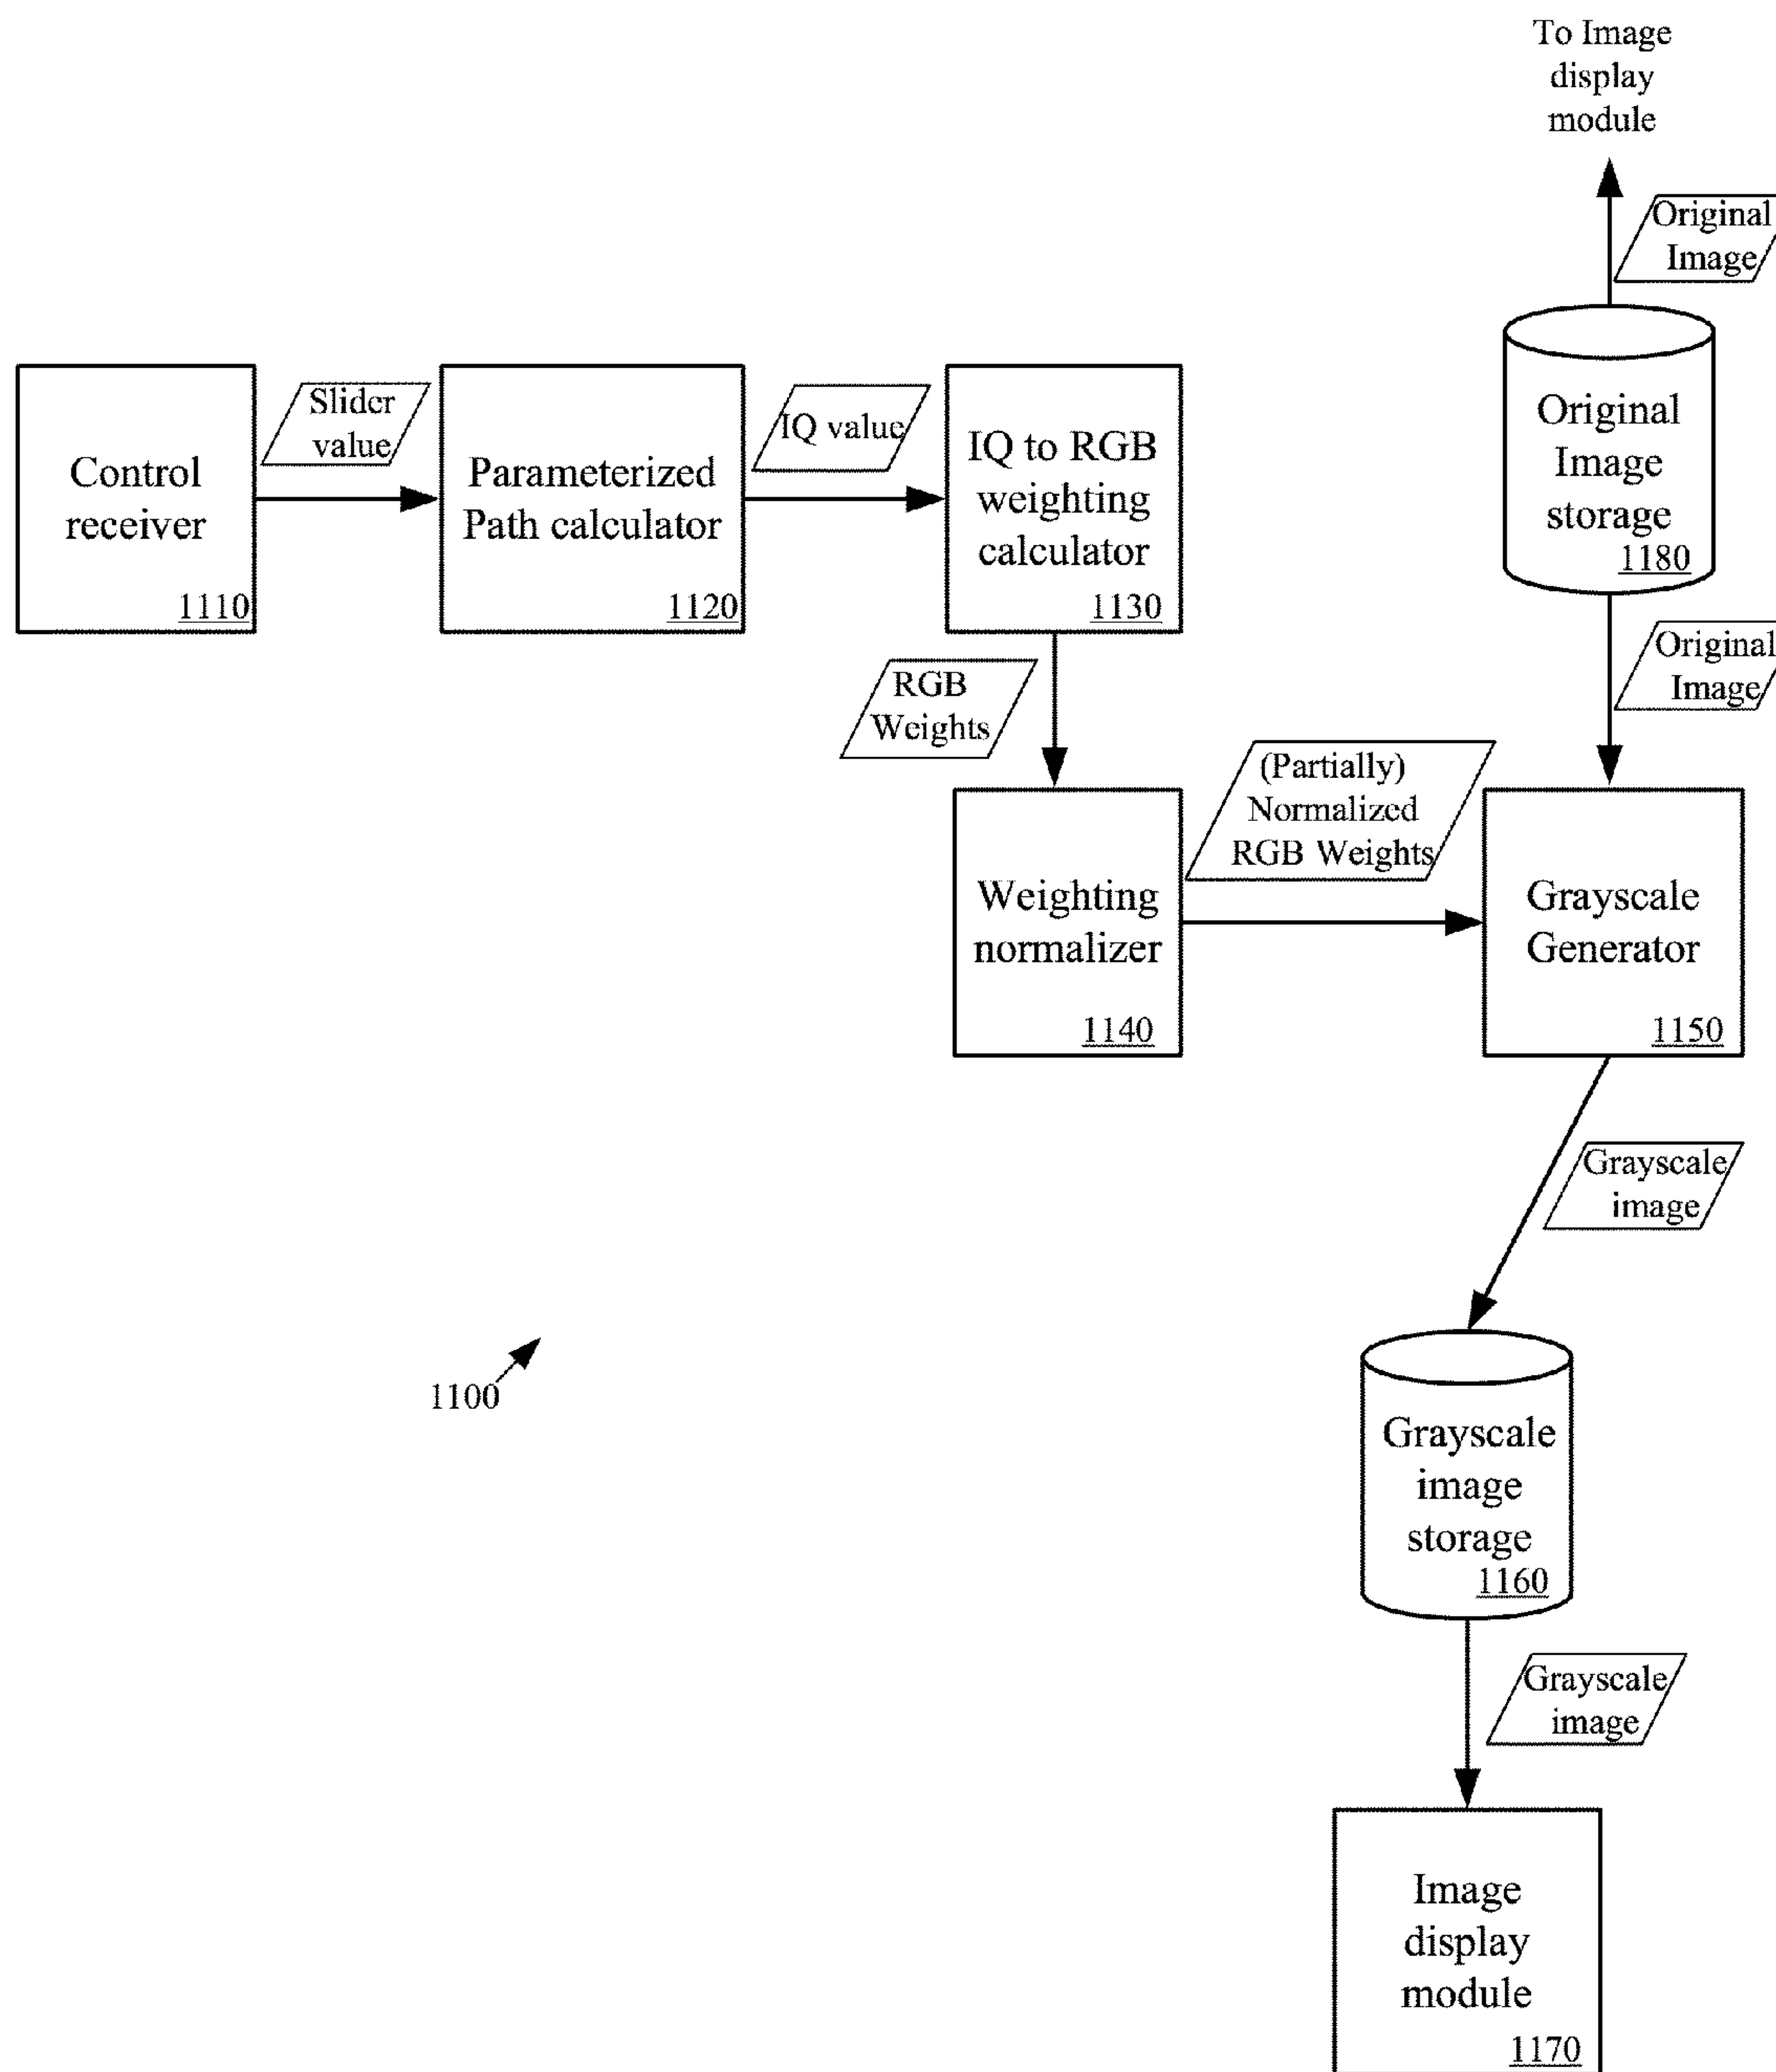 To Image
display
module
Original
Image
Original
Image
storage
1180
Control
receiver
1110
Slider
value
Parameterized
Path calculator
1120
IQ value
IQ to RGB
weighting
calculator
1130
RGB
Weights
Original
Image
Weighting
normalizer
1140
(Partially)
Normalized
RGB Weights
Grayscale
Generator
1150
Grayscale
image
1100
Grayscale
image
storage
1160
Grayscale
image
Image
display
module
1170